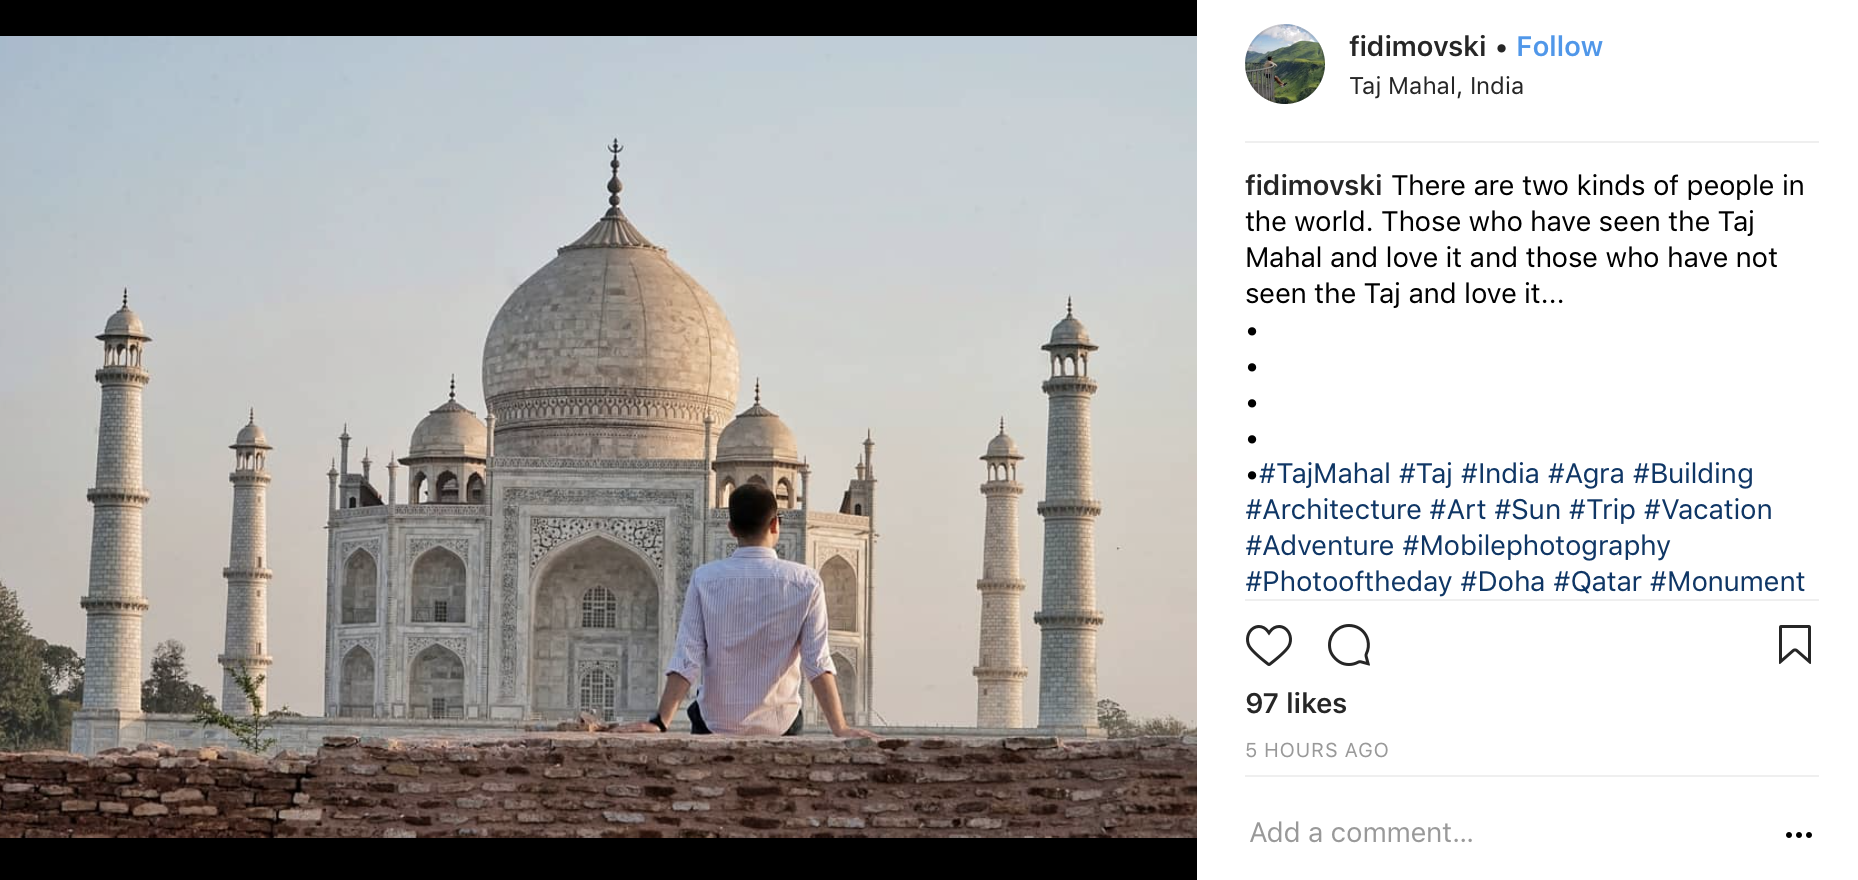 fidimovski • Follow
Taj Mahal, India
fidimovski There are two kinds of people in
the world. Those who have seen the Taj
Mahal and love it and those who have not
seen the Taj and love it...
•
•
•
•
•#TajMahal #Taj #India #Agra #Building
#Architecture #Art #Sun #Trip #Vacation
#Adventure #Mobilephotography
#Photooftheday #Doha #Qatar #Monument
97 likes
5 HOURS AGO
Add a comment...